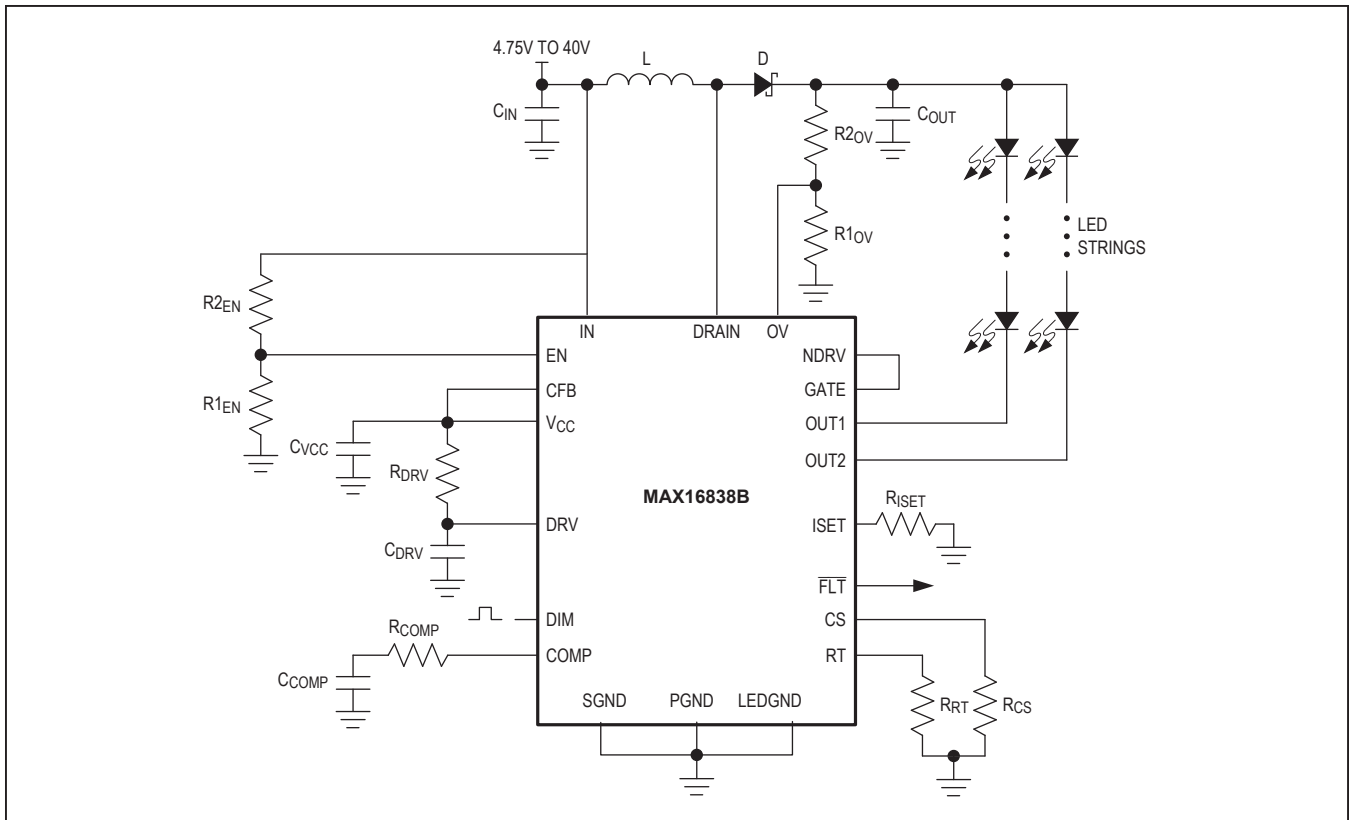 4.75V TO 40V
L
D
CIN
R2OV
COUT
R1OV
LED
STRINGS
R2EN
R1EN
IN
DRAIN
OV
EN
NDRV
CFB
GATE
VCC
OUT1
CVCC
OUT2
RDRV
MAX16838B
RISET
DRV
ISET
CDRV
FLT
DIM
CS
RCOMP
COMP
RT
CCOMP
SGND
PGND
LEDGND
RRT
RCS